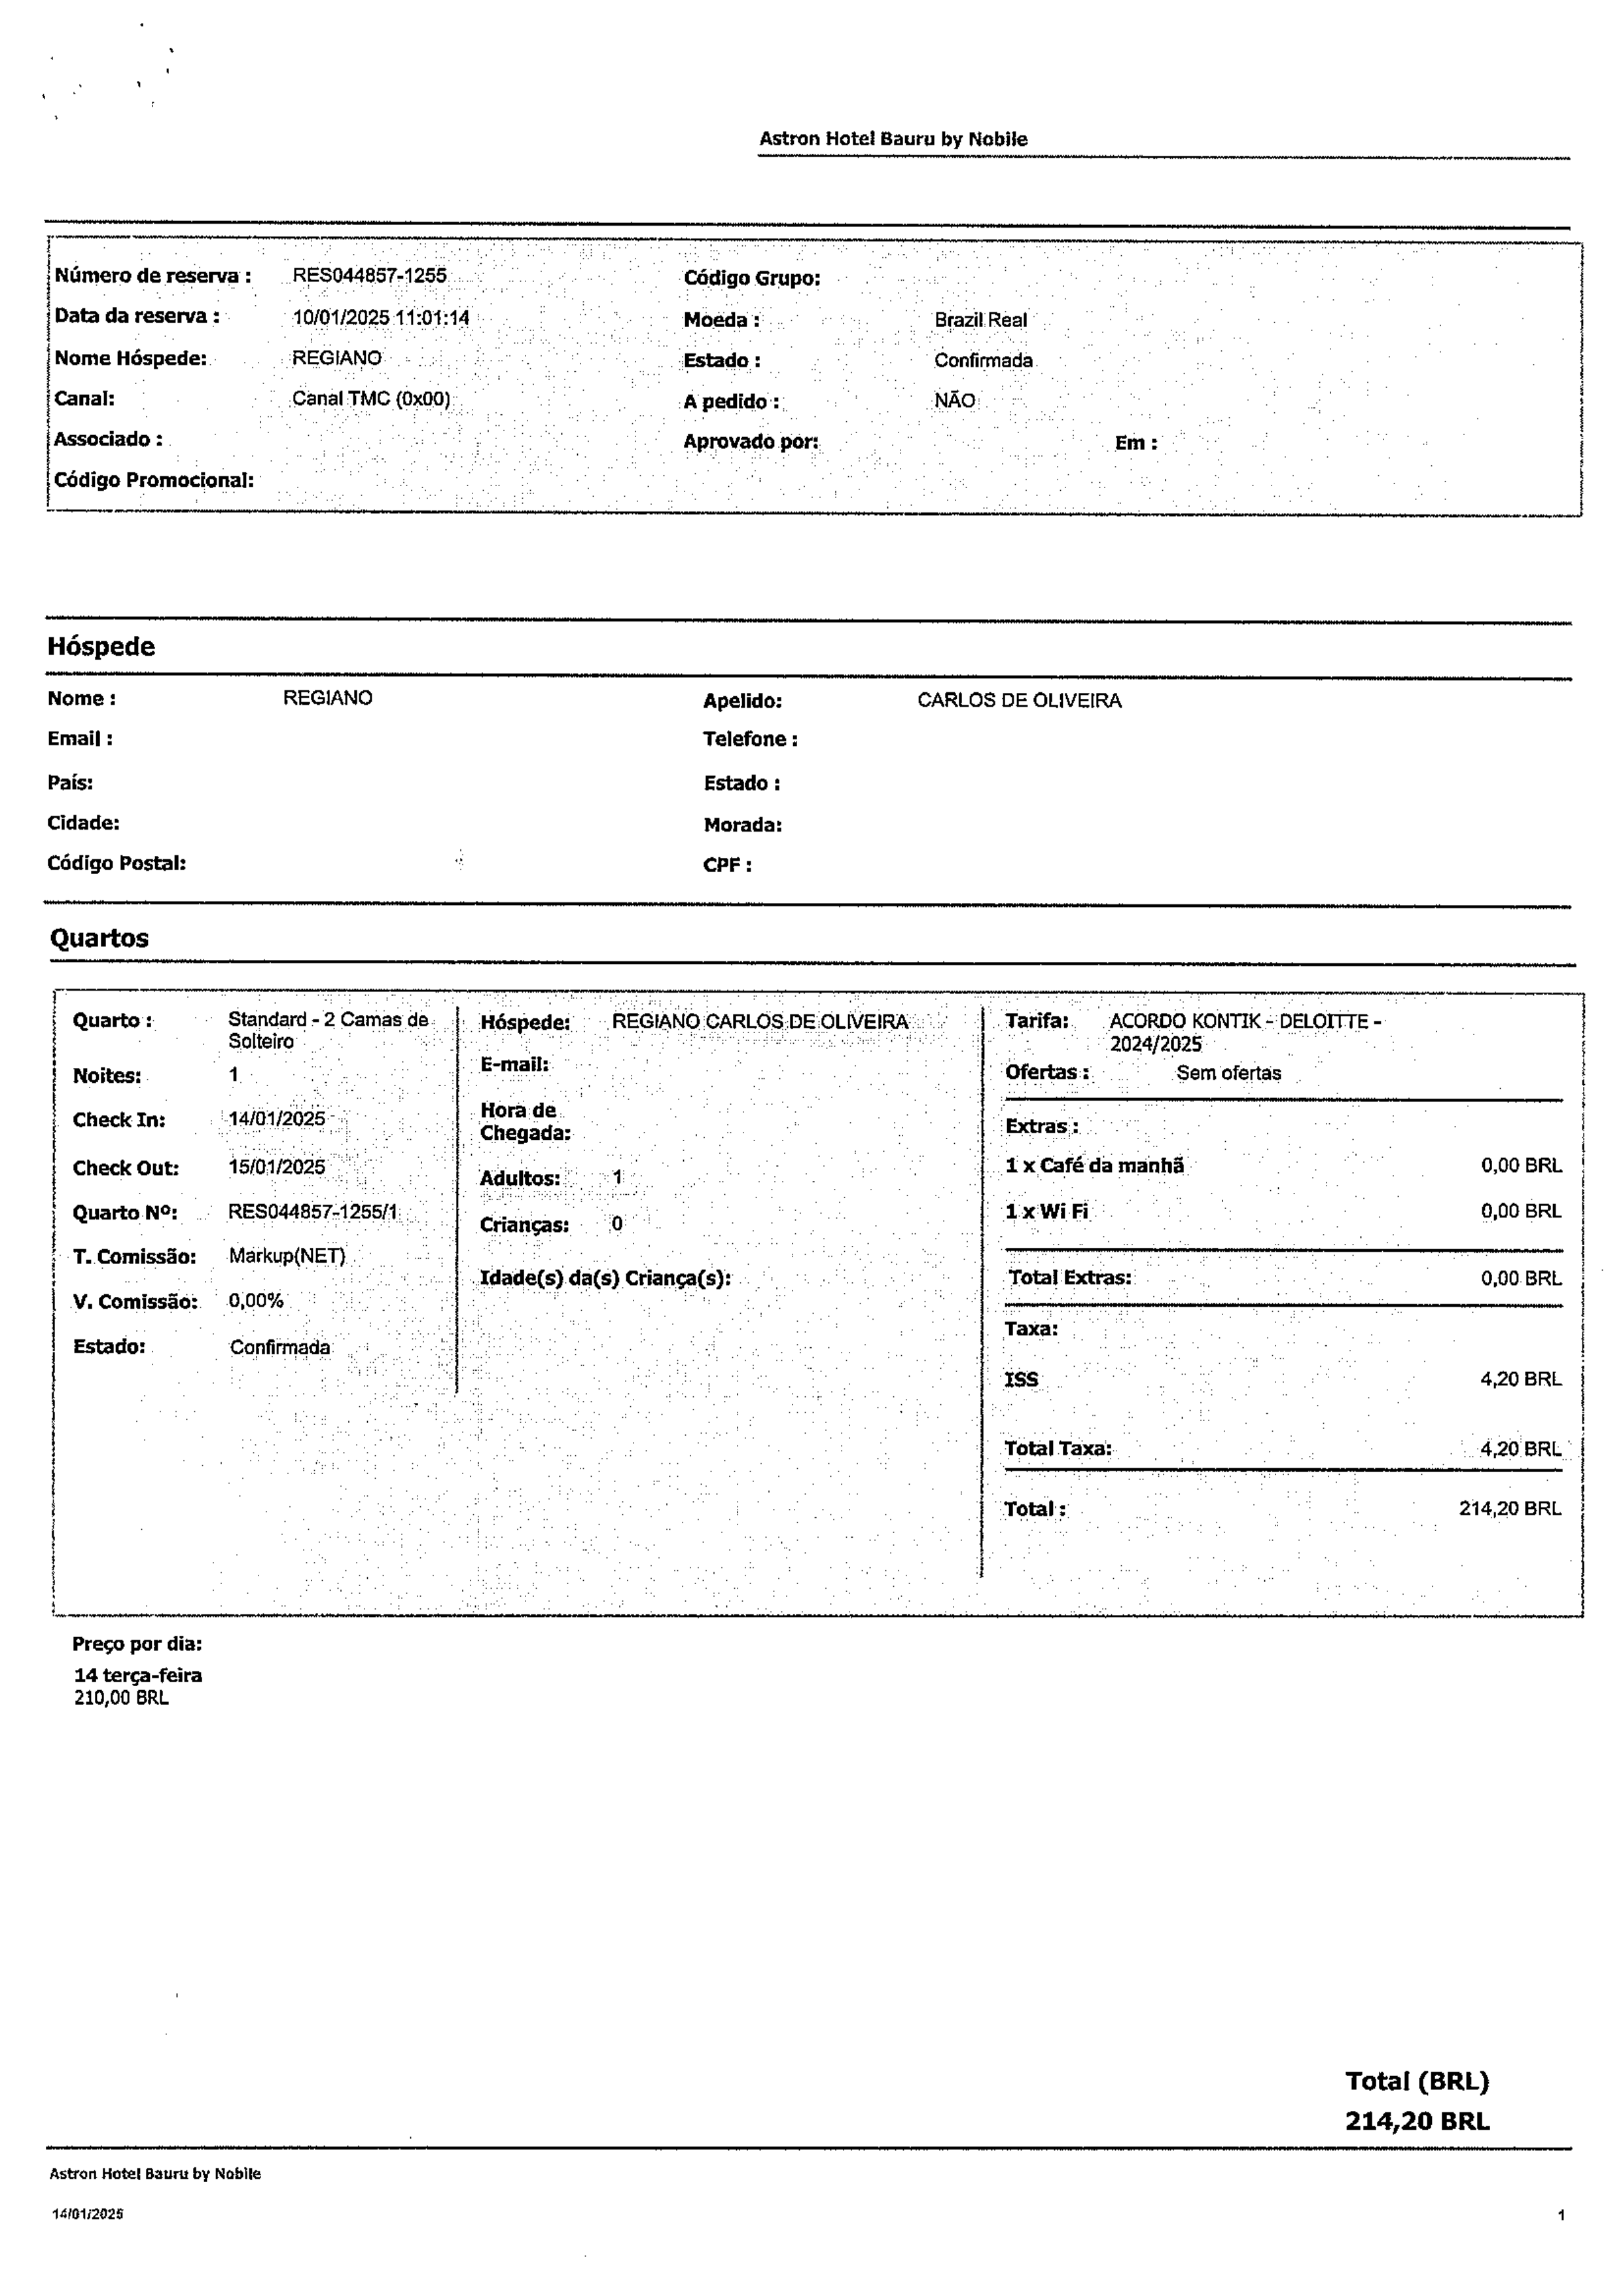 Astron Hotel Bauru by Nobile
Número de reserva : RES044857-1255 Código Grupo:
Data da reserva : 10/01/2025 11:01:14 Moeda : Brazil Real
Nome Hóspede: REGIANO Estado : Confirmada
Canal: Canal TMC (0x00) A pedido : NÃO
Associado : Aprovado por: Em :
Código Promocional:
Hóspede
Nome : REGIANO Apelido: CARLOS DE OLIVEIRA
Email : Telefone :
País: Estado :
Cidade: Morada:
Código Postal: CPF :
Quartos
Quarto : Standard - 2 Camas de
Solteiro
Noites: 1
Check In: 14/01/2025
Check Out: 15/01/2025
Quarto Nº: RES044857-1255/1
T. Comissão: Markup(NET)
V. Comissão: 0,00%
Estado: Confirmada
Hóspede: REGIANO CARLOS DE OLIVEIRA
E-mail:
Hora de
Chegada:
Adultos: 1
Crianças: 0
Idade(s) da(s) Criança(s):
Tarifa: ACORDO KONTIK - DELOITTE -
2024/2025
Ofertas : Sem ofertas
Extras :
1 x Café da manhã 0,00 BRL
1 x Wi Fi 0,00 BRL
Total Extras: 0,00 BRL
Taxa:
ISS 4,20 BRL
Total Taxa: 4,20 BRL
Total : 214,20 BRL
Preço por dia:
14 terça-feira
210,00 BRL
Total (BRL)
214,20 BRL
Astron Hotel Bauru by Nobile
14/01/2025 1